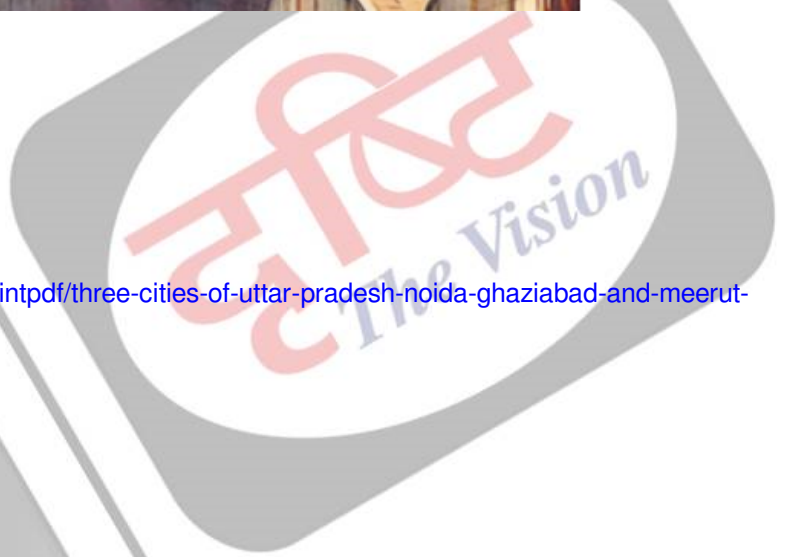 दृष्टि
The Vision
intpdf/three-cities-of-uttar-pradesh-noida-ghaziabad-and-meerut-